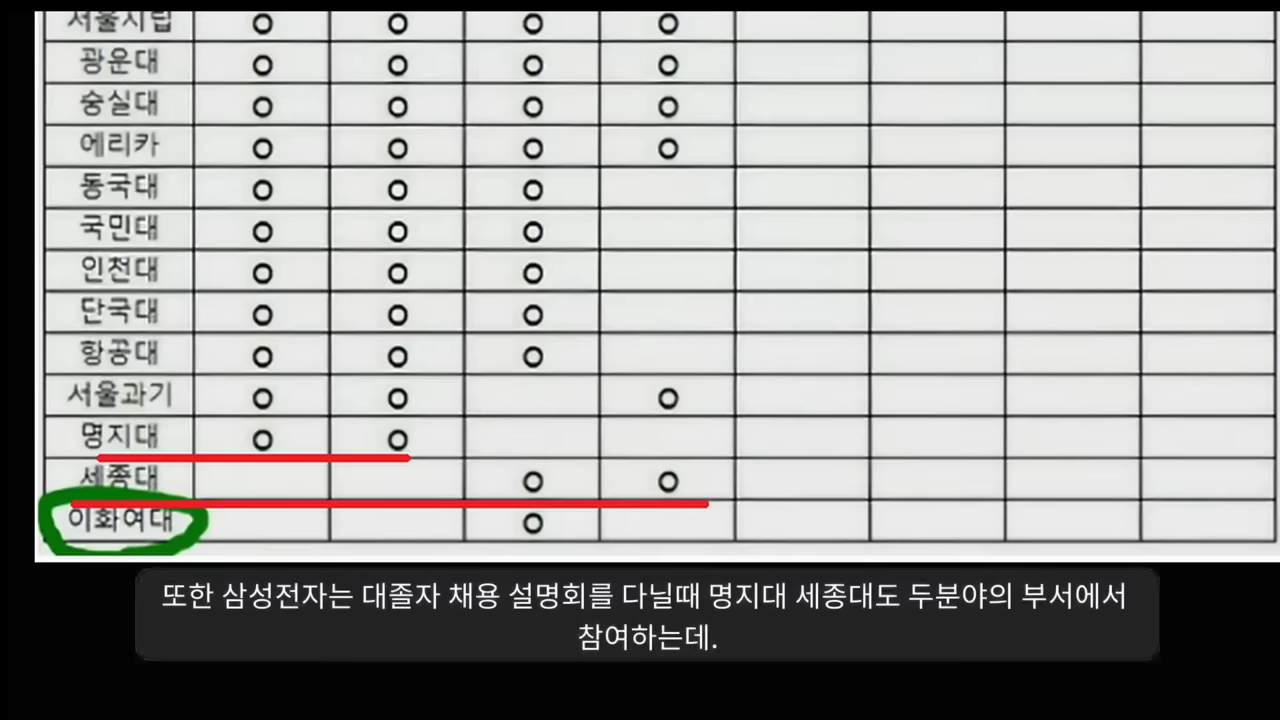 서울시립 O O O O
광운대 O O O O
숭실대 O O O O
에리카 O O O O
동국대 O O O
국민대 O O O
인천대 O O O
단국대 O O O
항공대 O O O
서울과기 O O O
명지대 O O
세종대 O O
이화여대 O
또한 삼성전자는 대졸자 채용 설명회를 다닐때 명지대 세종대도 두분야의 부서에서
참여하는데.